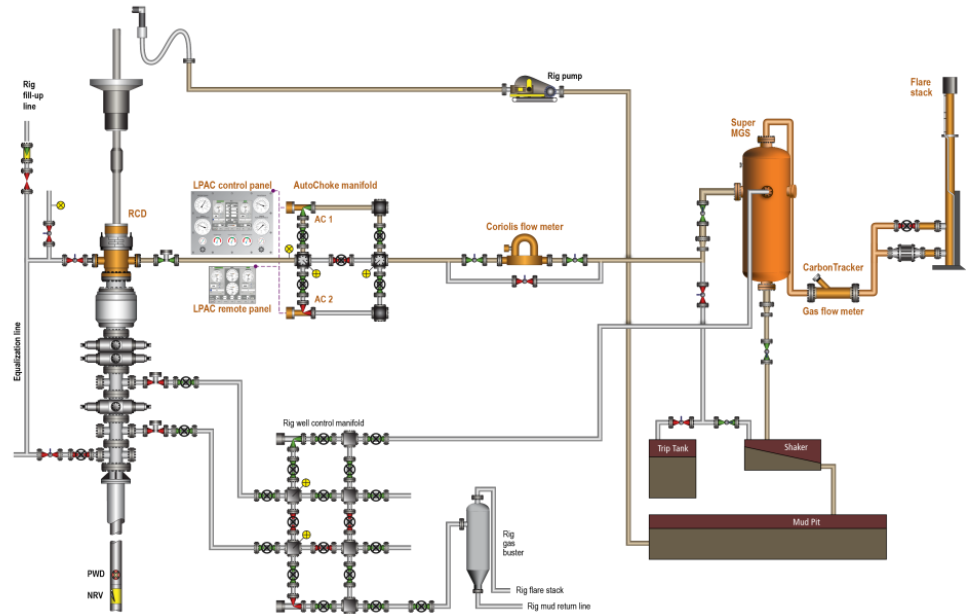 Rig
fill-up
line
Rig pump
Flare
stack
Super
MGS
LPAC control panel
AutoChoke manifold
RCD
AC 1
Coriolis flow meter
CarbonTracker
AC 2
LPAC remote panel
Gas flow meter
Equalization line
Rig well control manifold
Trip Tank
Shaker
Mud Pit
Rig
gas
buster
PWD
NRV
Rig flare stack
Rig mud return line